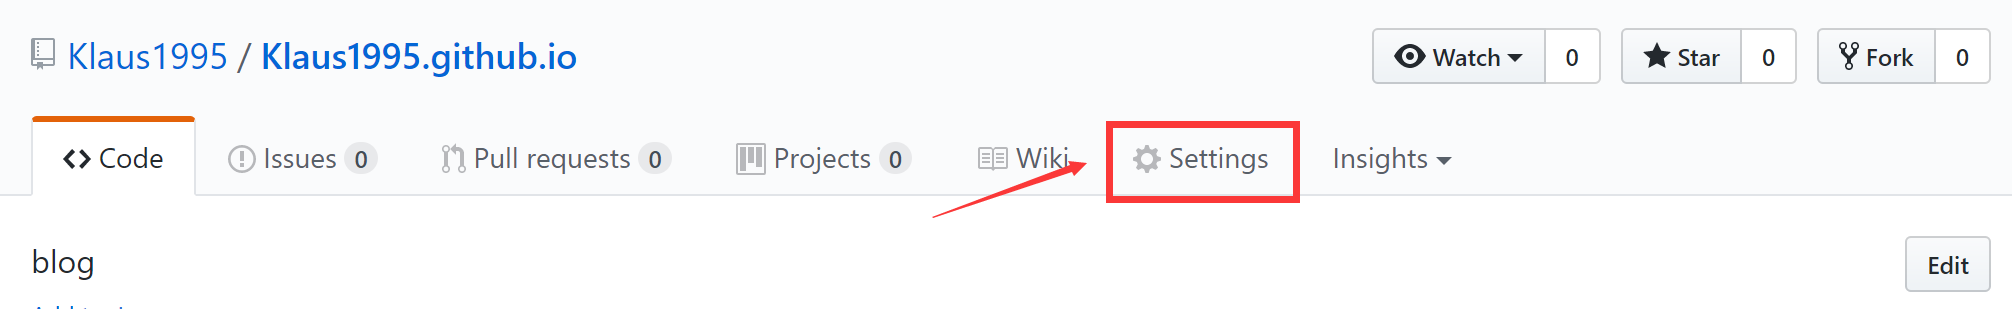 Klaus1995 / Klaus1995.github.io
Watch 0 Star 0 Fork 0
Code Issues 0 Pull requests 0 Projects 0 Wiki Settings Insights
blog
Edit